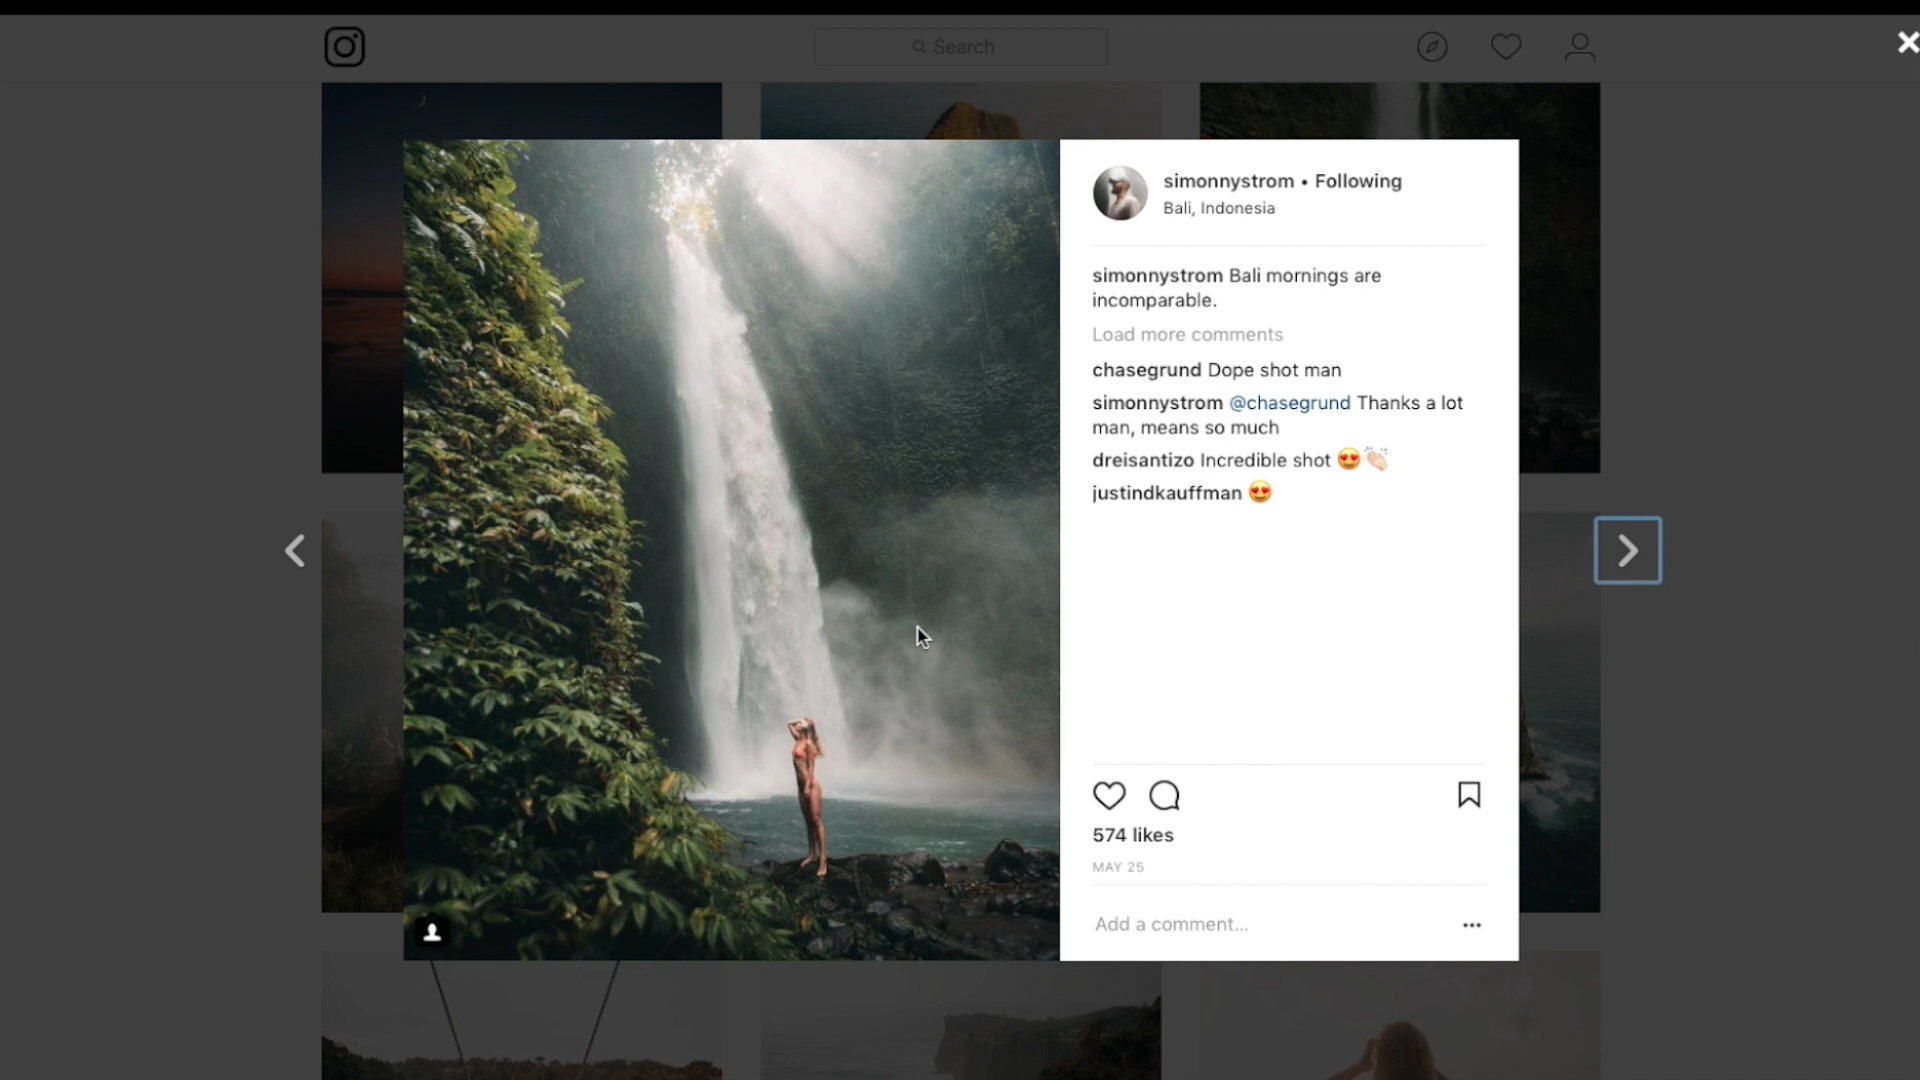 Search
simonnystrom • Following
Bali, Indonesia
simonnystrom Bali mornings are
incomparable.
Load more comments
chasegrund Dope shot man
simonnystrom @chasegrund Thanks a lot
man, means so much
dreisantizo Incredible shot 😍👏🏻
justindkauffman 😍
574 likes
MAY 25
Add a comment...